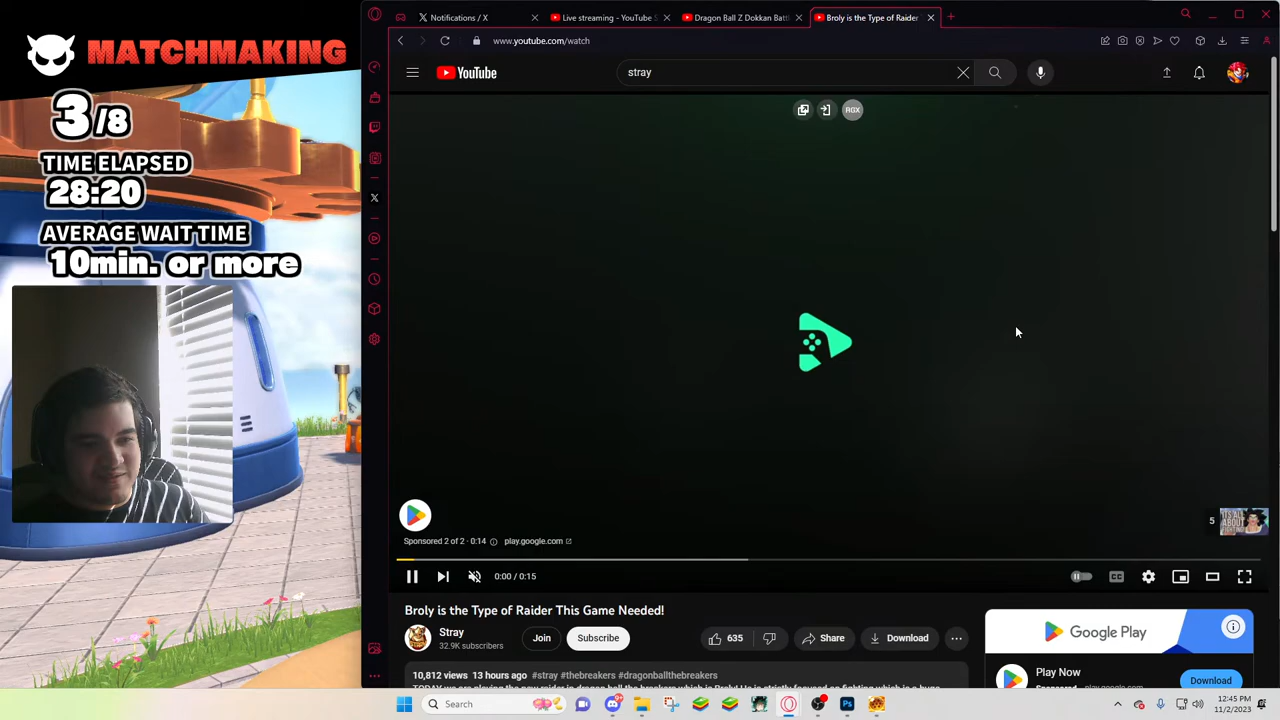 MATCHMAKING
3/8
TIME ELAPSED
28:20
AVERAGE WAIT TIME
10min. or more
Notifications / X
Live streaming - YouTube S
Dragon Ball Z Dokkan Batt
Broly is the Type of Raider
www.youtube.com/watch
YouTube
stray
RGX
5
Sponsored 2 of 2 · 0:14
play.google.com
0:00 / 0:15
CC
Broly is the Type of Raider This Game Needed!
Stray
32.9K subscribers
Join
Subscribe
635
Share
Download
10,812 views 13 hours ago #stray #thebreakers #dragonballthebreakers
Google Play
Play Now
Download
Search
12:45 PM
11/2/2023